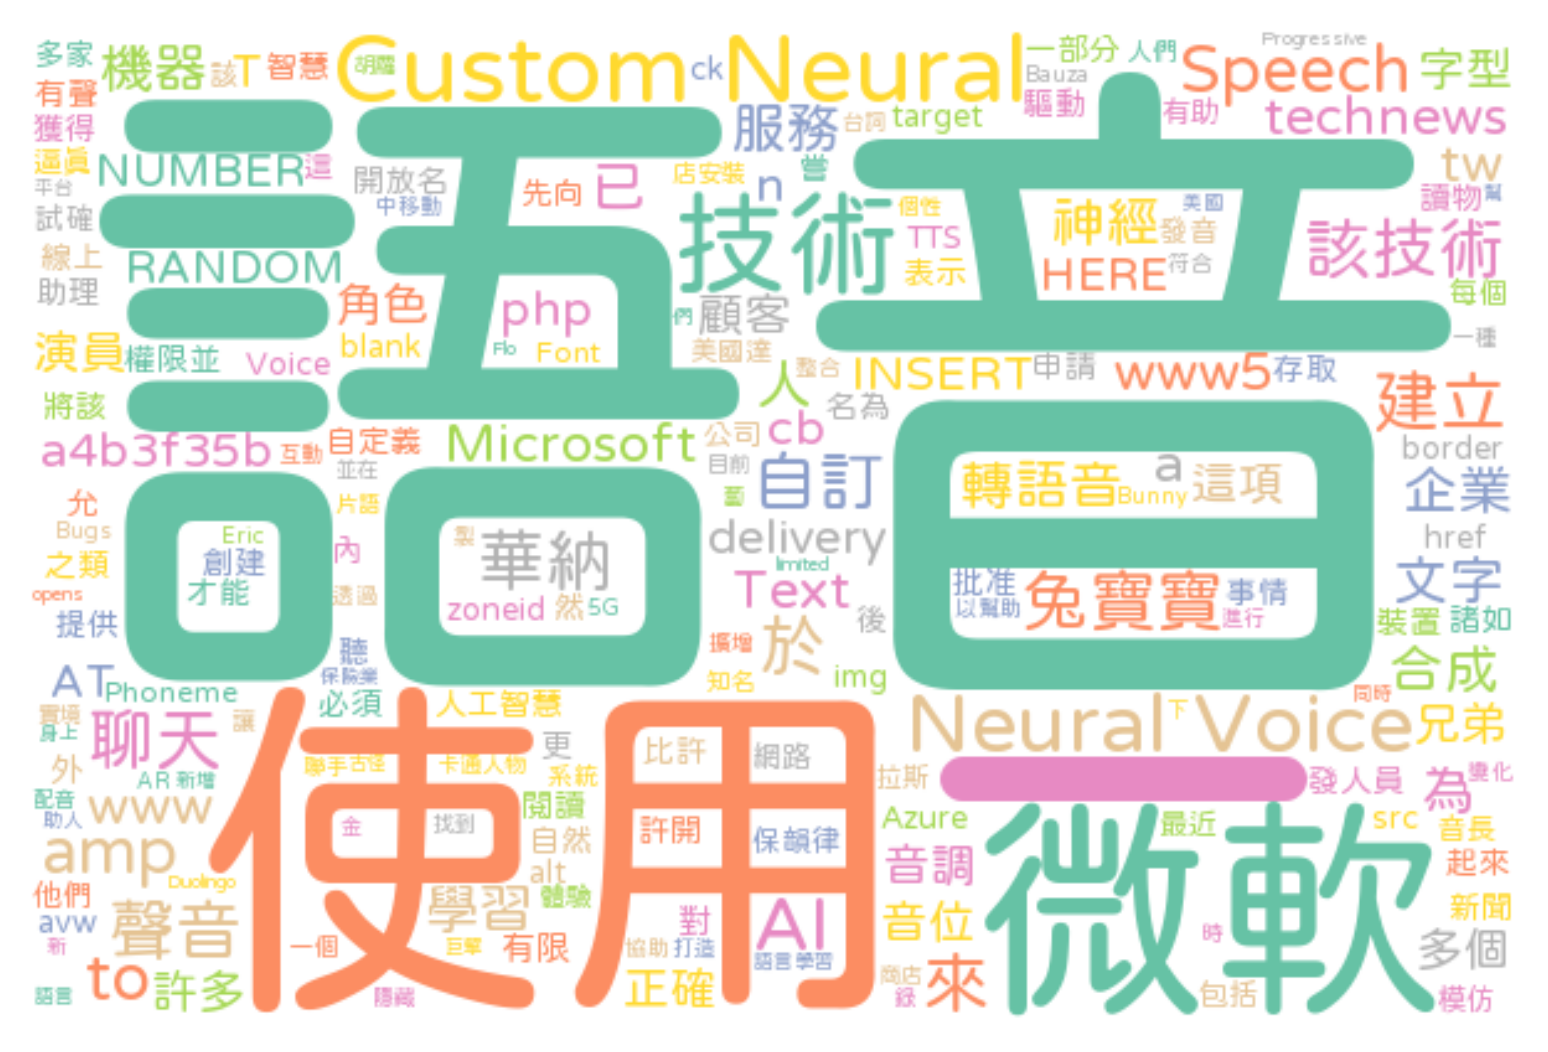 多家 機器 該 T 智慧 胡蘿 Custom ck Neural 一部分 人們 Progressive Speech 字型
有聲 Bauza
獲得 服務 台詞 target 驅動 有助 technews
逼真 NUMBER 這 語音 店安裝 嘗 tw
平台 開放名 先向 已 n 讀物 幫
試確 中移動 技術 個性 神經 美國 發音 該技術
線上 RANDOM TTS 符合
助理 角色 php 們 顧客 表示 HERE 每個
演員 權限並 Voice blank Flo Font 美國達 一種
將該 人 整合 INSERT 申請 www5 存取 建立
a4b3f35b 互動 自定義 Microsoft 公司 cb 名為 border
並在 目前 自訂 轉語音 a Bunny 這項 企業
允 片語
Bugs Eric 內 製 華納 delivery href
之類 創建 limited 文字
opens 才能 透過 zoneid 然 5G Text 批准 兔寶寶 事情
提供 後 以幫助 進行 裝置 諸如
聽 擴增 於 合成
AT Phoneme 保險業 知名 img 同時
實境 聊天 讓 必須 人工智慧 使用 Neural Voice 下 兄弟
身上 更 比許 網路
外 AR 新增 聯手 古怪 卡通人物 系統 拉斯 發人員 為 變化
配音 www 閱讀 微軟
助人 金 找到 自然 許開 保韻律 Azure 最近 src 音長
amp alt 音調 起來
他們 Duolingo 學習 體驗
avw 聲音 對 AI 音位 新聞
新 一個 巨擘 有限 協助 打造 語言學習 時 多個
to 許多 正確 商店 來
語言 隱藏 錄 包括 模仿